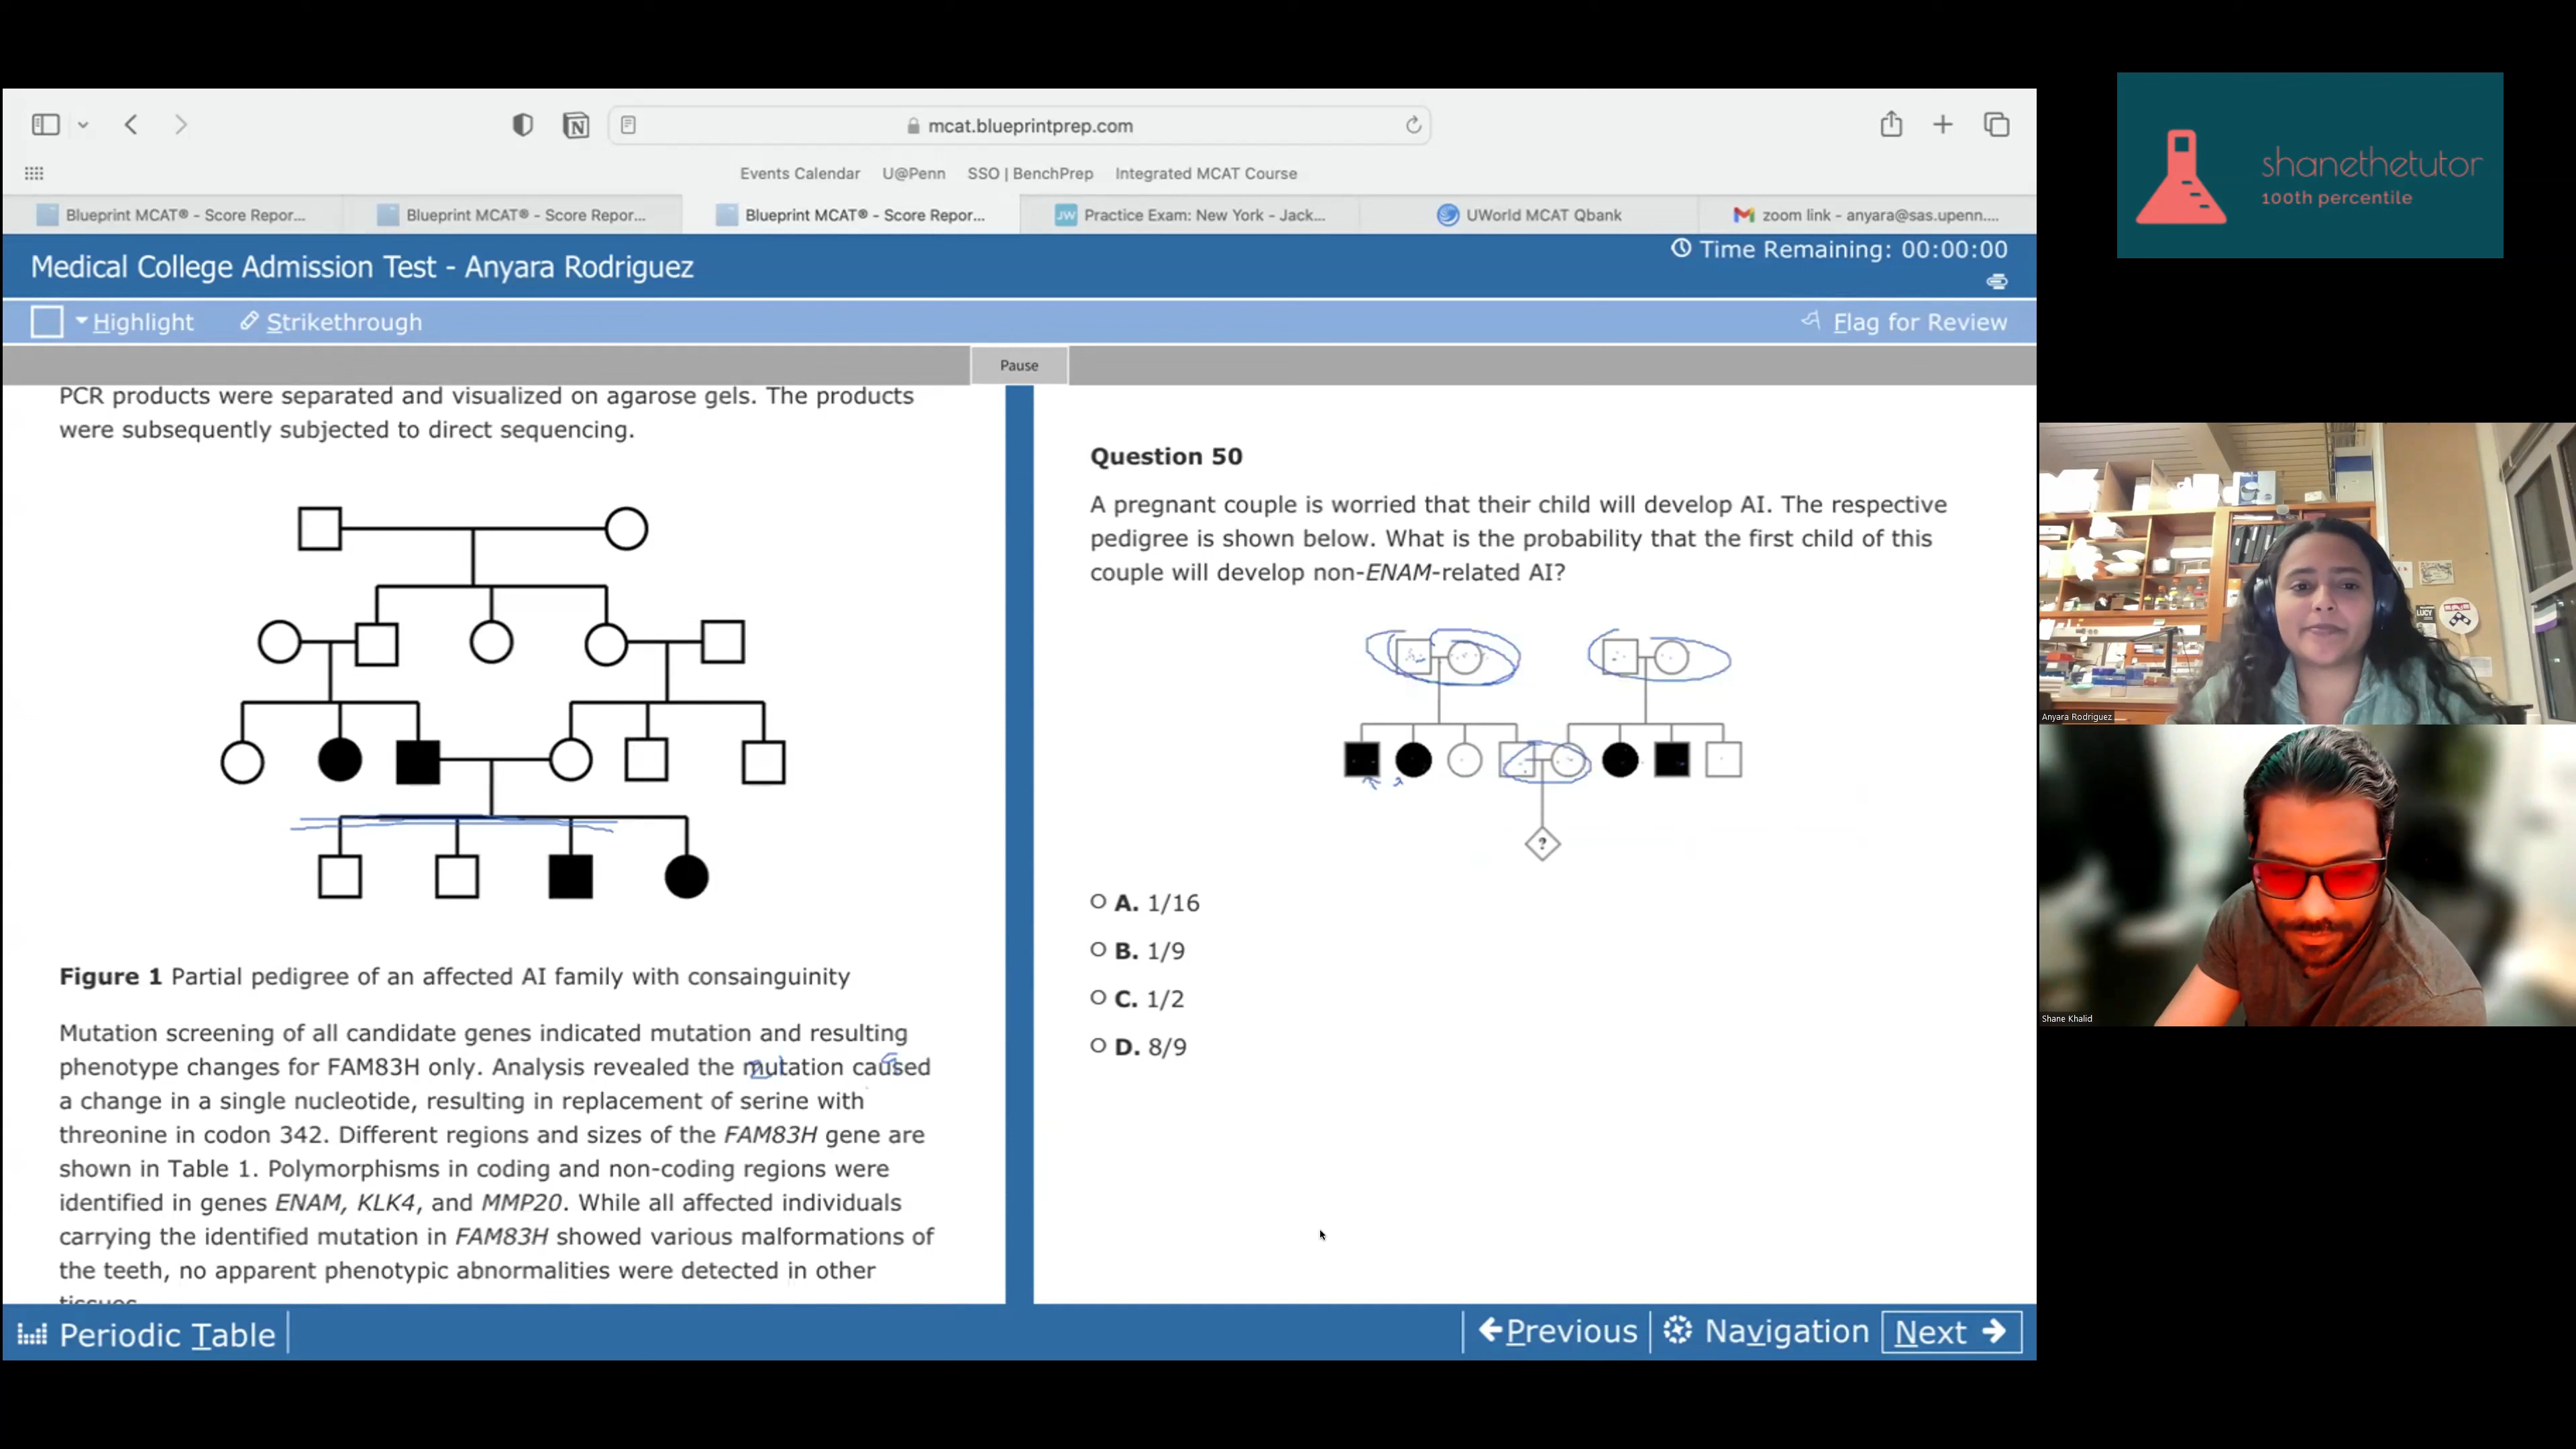 mcat.blueprintprep.com
Events Calendar U@Penn SSO | BenchPrep Integrated MCAT Course
Blueprint MCAT® - Score Repor... Blueprint MCAT® - Score Repor... Blueprint MCAT® - Score Repor... JW Practice Exam: New York - Jack... UWorld MCAT Qbank zoom link - anyara@sas.upenn....
Medical College Admission Test - Anyara Rodriguez
Time Remaining: 00:00:00
Highlight Strikethrough Flag for Review
Pause
PCR products were separated and visualized on agarose gels. The products
were subsequently subjected to direct sequencing.
Figure 1 Partial pedigree of an affected AI family with consainguinity
Mutation screening of all candidate genes indicated mutation and resulting
phenotype changes for FAM83H only. Analysis revealed the mutation caused
a change in a single nucleotide, resulting in replacement of serine with
threonine in codon 342. Different regions and sizes of the FAM83H gene are
shown in Table 1. Polymorphisms in coding and non-coding regions were
identified in genes ENAM, KLK4, and MMP20. While all affected individuals
carrying the identified mutation in FAM83H showed various malformations of
the teeth, no apparent phenotypic abnormalities were detected in other
Question 50
A pregnant couple is worried that their child will develop AI. The respective
pedigree is shown below. What is the probability that the first child of this
couple will develop non-ENAM-related AI?
?
A. 1/16
B. 1/9
C. 1/2
D. 8/9
Periodic Table
Previous Navigation Next
shanethetutor
100th percentile
Anyara Rodriguez
Shane Khalid